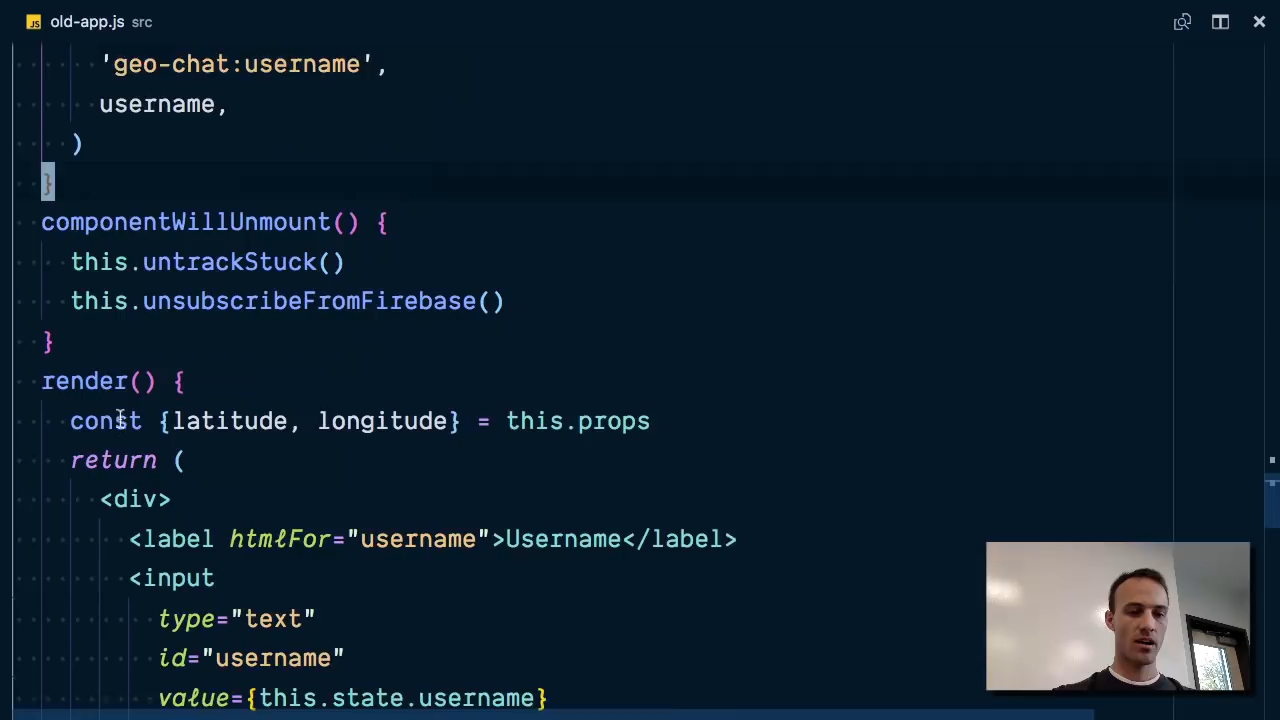 JS old-app.js src
'geo-chat:username',
username,
)
}
componentWillUnmount() {
this.untrackStuck()
this.unsubscribeFromFirebase()
}
render() {
const {latitude, longitude} = this.props
return (
<div>
<label htmlFor="username">Username</label>
<input
type="text"
id="username"
value={this.state.username}